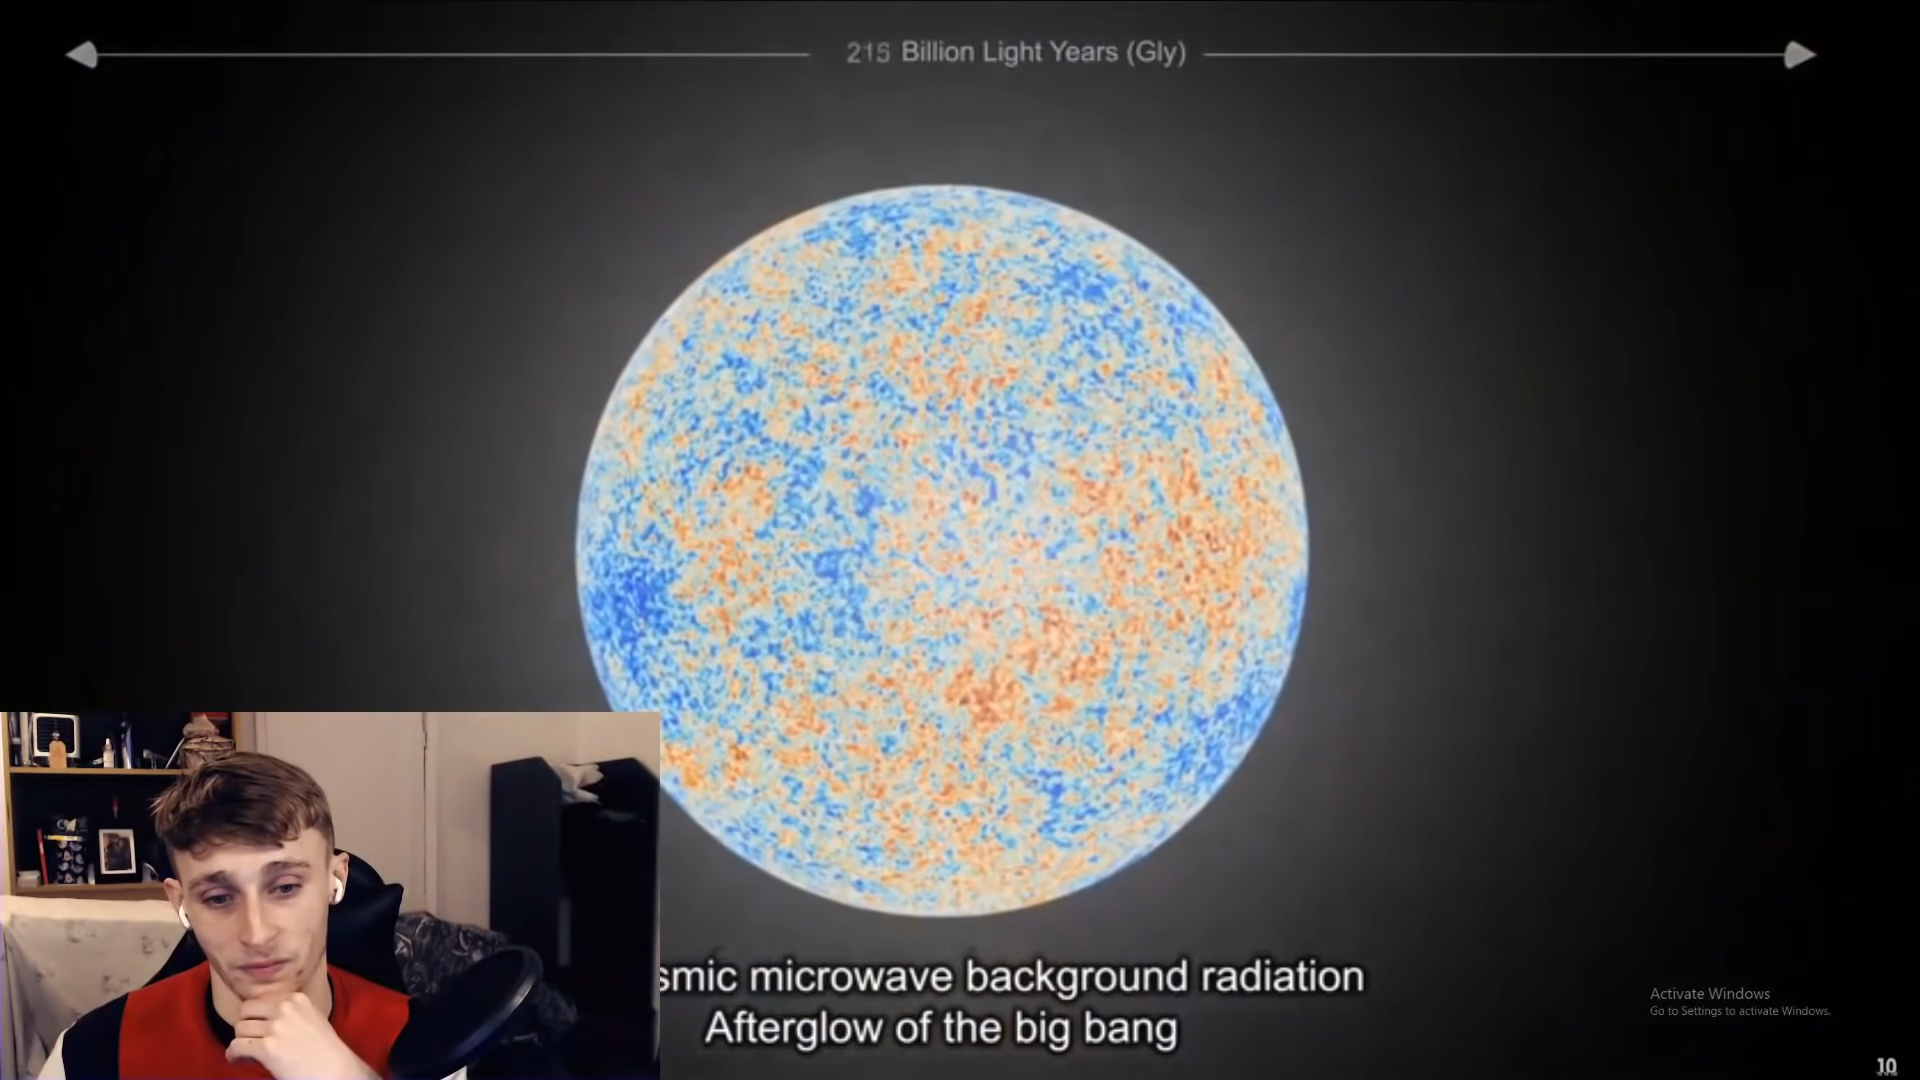 215 Billion Light Years (Gly)
smic microwave background radiation
Afterglow of the big bang
Activate Windows
Go to Settings to activate Windows.
10